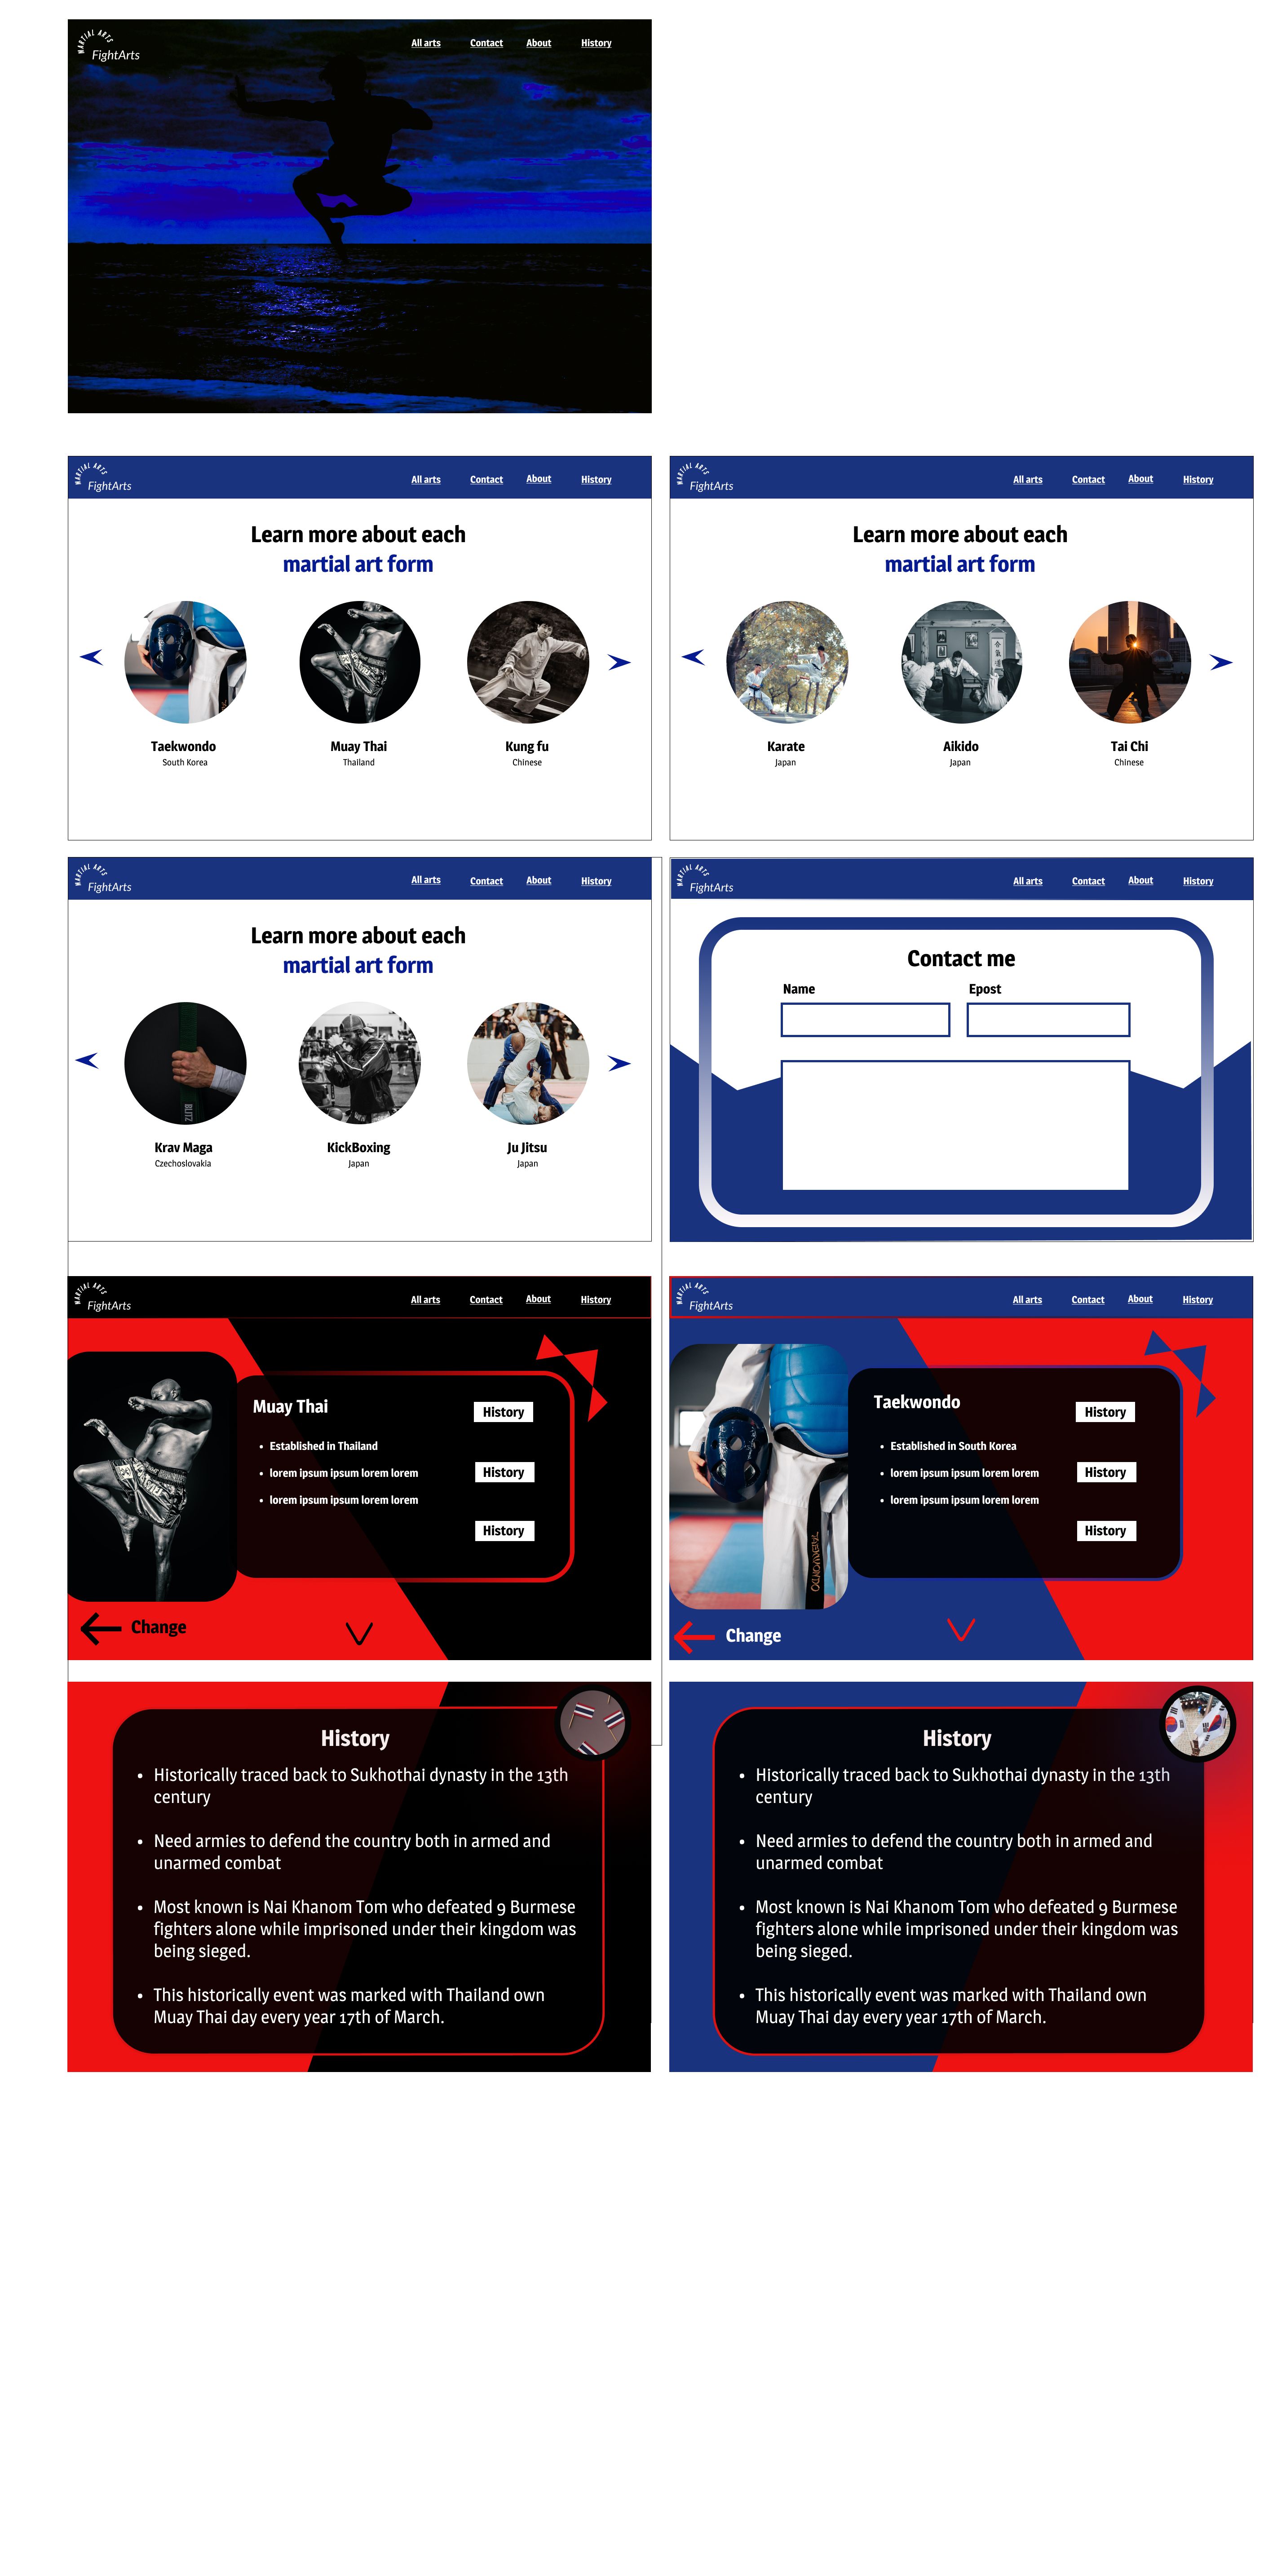 MARTIAL ARTS
FightArts
All arts
Contact
About
History
MARTIAL ARTS
FightArts
All arts
Contact
About
History
Learn more about each
martial art form
Taekwondo
South Korea
Muay Thai
Thailand
Kung fu
Chinese
MARTIAL ARTS
FightArts
All arts
Contact
About
History
Learn more about each
martial art form
Karate
Japan
Aikido
Japan
Tai Chi
Chinese
MARTIAL ARTS
FightArts
All arts
Contact
About
History
Learn more about each
martial art form
BLITZ
Krav Maga
Czechoslovakia
KickBoxing
Japan
Ju Jitsu
Japan
MARTIAL ARTS
FightArts
All arts
Contact
About
History
Contact me
Name
Epost
MARTIAL ARTS
FightArts
All arts
Contact
About
History
Muay Thai
• Established in Thailand
• lorem ipsum ipsum lorem lorem
• lorem ipsum ipsum lorem lorem
History
History
History
Change
MARTIAL ARTS
FightArts
All arts
Contact
About
History
Taekwondo
• Established in South Korea
• lorem ipsum ipsum lorem lorem
• lorem ipsum ipsum lorem lorem
History
History
History
TAEKWONDO
Change
History
• Historically traced back to Sukhothai dynasty in the 13th
century
• Need armies to defend the country both in armed and
unarmed combat
• Most known is Nai Khanom Tom who defeated 9 Burmese
fighters alone while imprisoned under their kingdom was
being sieged.
• This historically event was marked with Thailand own
Muay Thai day every year 17th of March.
History
• Historically traced back to Sukhothai dynasty in the 13th
century
• Need armies to defend the country both in armed and
unarmed combat
• Most known is Nai Khanom Tom who defeated 9 Burmese
fighters alone while imprisoned under their kingdom was
being sieged.
• This historically event was marked with Thailand own
Muay Thai day every year 17th of March.